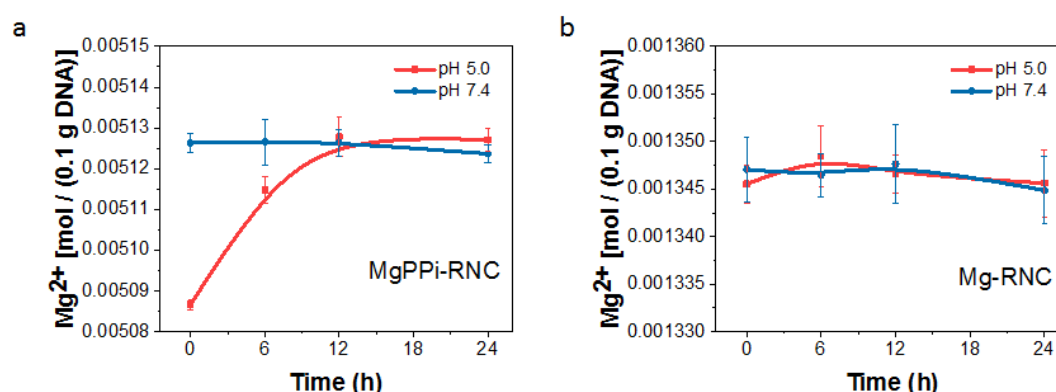 a
Mg2+ [mol / (0.1 g DNA)]
0.00515
0.00514
0.00513
0.00512
0.00511
0.00510
0.00509
0.00508
pH 5.0
pH 7.4
MgPPi-RNC
0 6 12 18 24
Time (h)
b
Mg2+ [mol / (0.1 g DNA)]
0.001360
0.001355
0.001350
0.001345
0.001340
0.001335
0.001330
pH 5.0
pH 7.4
Mg-RNC
0 6 12 18 24
Time (h)